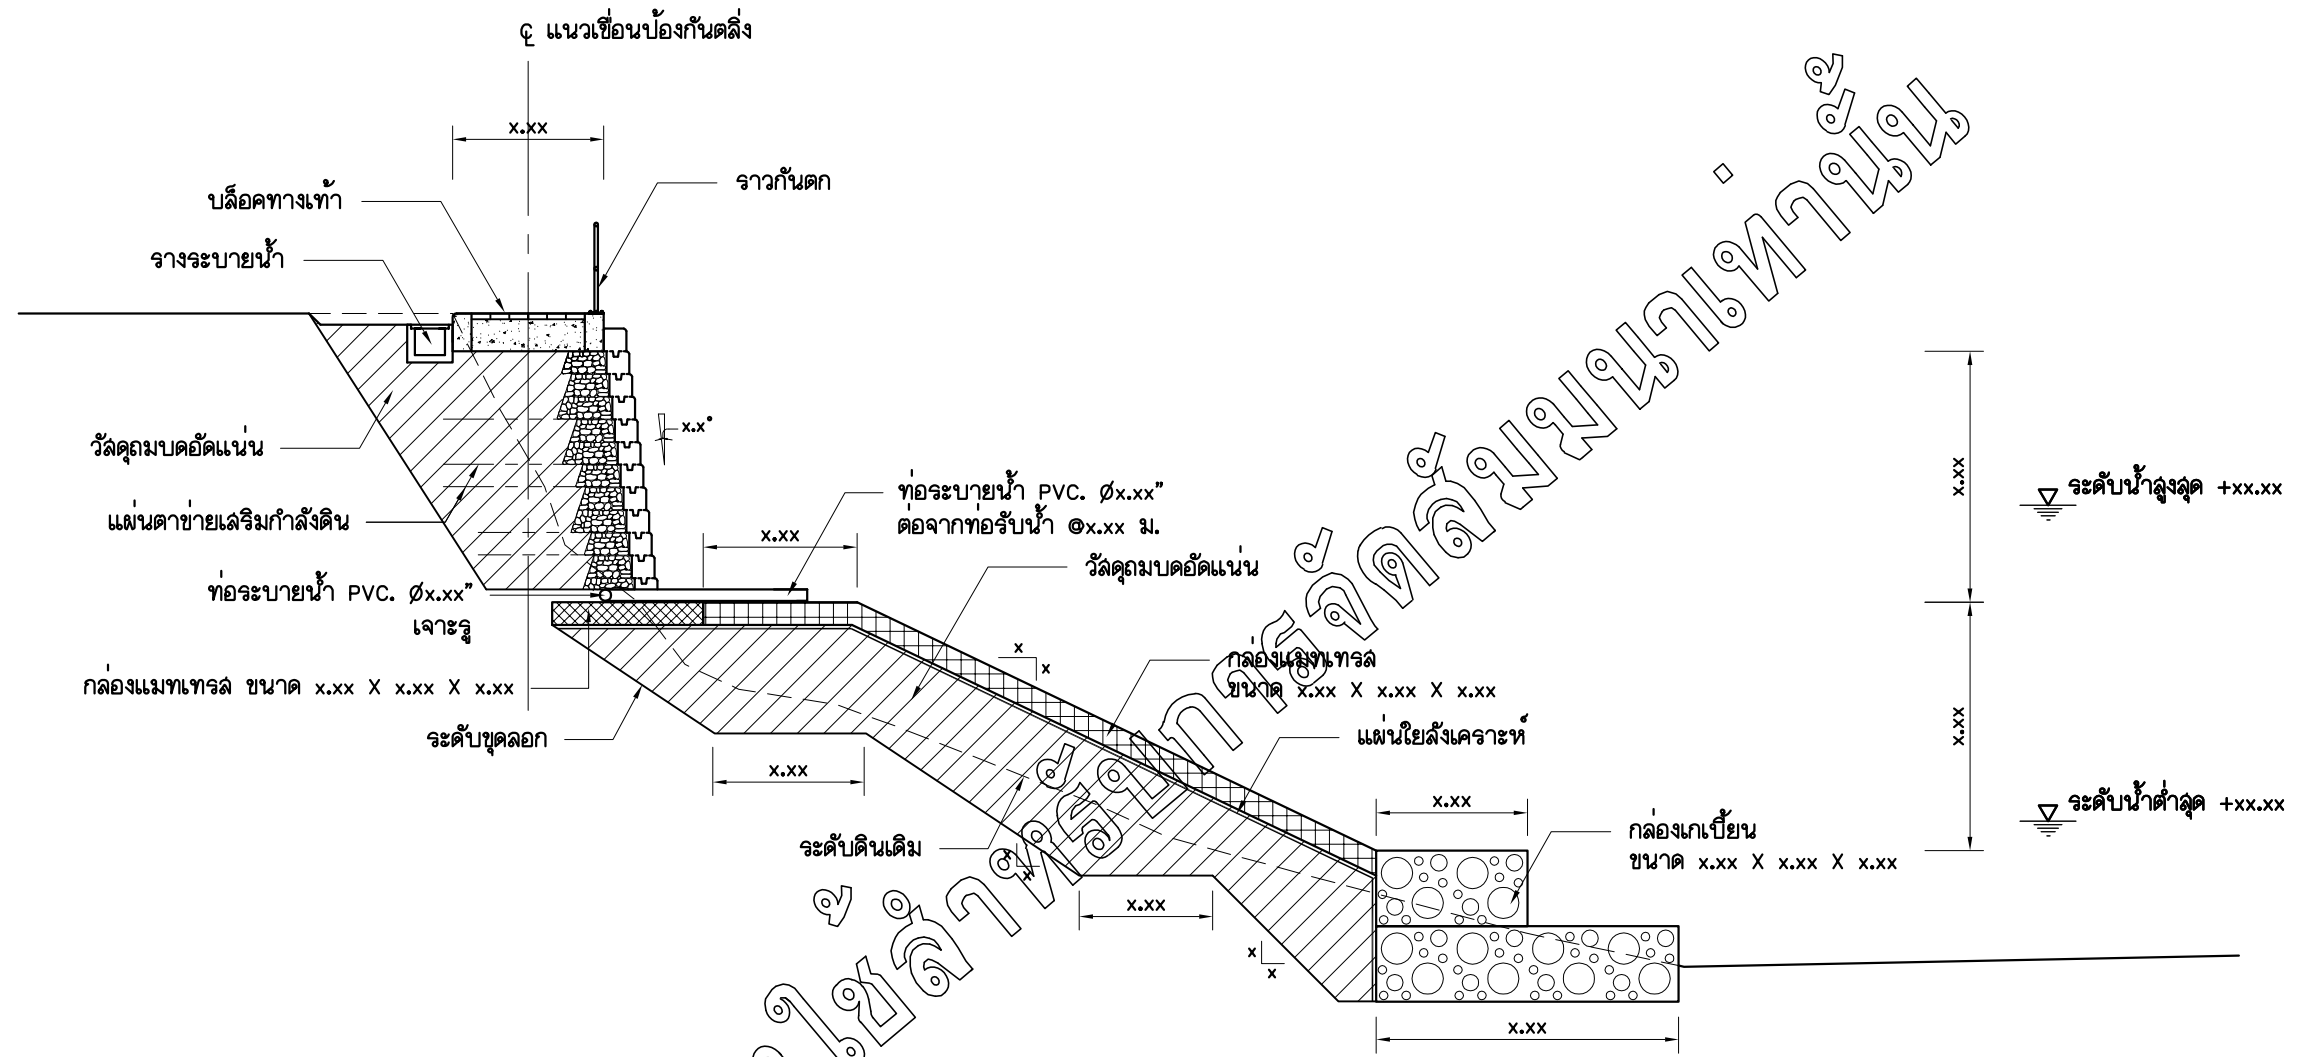 ℄ แนวเขื่อนป้องกันตลิ่ง
x.xx
ราวกันตก
บล็อคทางเท้า
รางระบายน้ำ
x.x°
วัสดุถมบดอัดแน่น
แผ่นตาข่ายเสริมกำลังดิน
ท่อระบายน้ำ PVC. Øx.xx"
ต่อจากท่อรับน้ำ @x.xx ม.
x.xx
x.xx
ระดับน้ำสูงสุด +xx.xx
วัสดุถมบดอัดแน่น
ท่อระบายน้ำ PVC. Øx.xx"
เจาะรู
x
x
กล่องแมทเทรส
ขนาด x.xx X x.xx X x.xx
กล่องแมทเทรส ขนาด x.xx X x.xx X x.xx
ระดับขุดลอก
แผ่นใยสังเคราะห์
x.xx
x.xx
x.xx
ระดับน้ำต่ำสุด +xx.xx
กล่องเกเบี้ยน
ขนาด x.xx X x.xx X x.xx
ระดับดินเดิม
x
x
x.xx
x
x
x.xx
ใช้สำหรับการจัดสัมมนาเท่านั้น